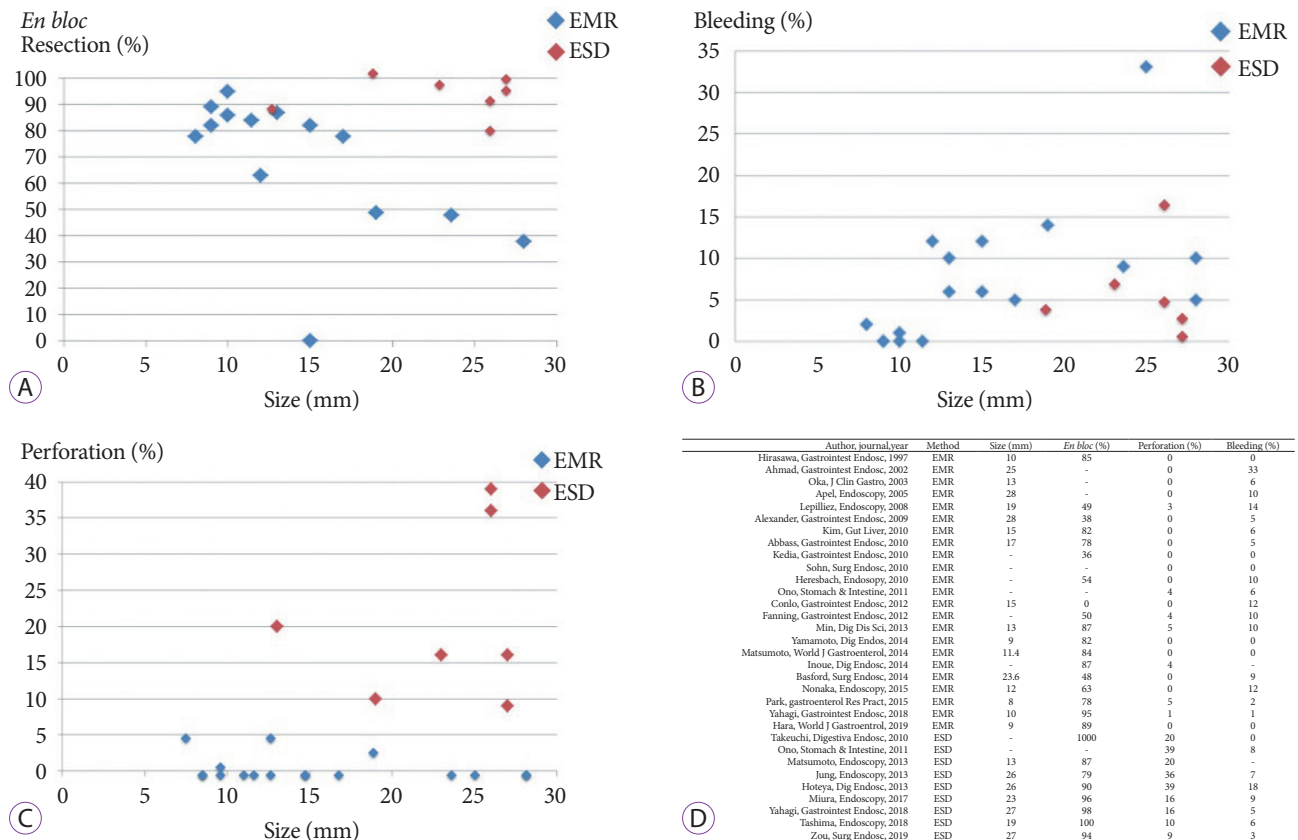 En bloc
Resection (%)
EMR
ESD
100
90
80
70
60
50
40
30
20
10
0
0 5 10 15 20 25 30
Size (mm)
A
Bleeding (%)
EMR
ESD
35
30
25
20
15
10
5
0
0 5 10 15 20 25 30
Size (mm)
B
Perforation (%)
EMR
ESD
40
35
30
25
20
15
10
5
0
0 5 10 15 20 25 30
Size (mm)
C
Author, journal,year Method Size (mm) En bloc (%) Perforation (%) Bleeding (%)
Hirasawa, Gastrointest Endosc, 1997 EMR 10 85 0 0
Ahmad, Gastrointest Endosc, 2002 EMR 25 - 0 33
Oka, J Clin Gastro, 2003 EMR 13 - 0 6
Apel, Endoscopy, 2005 EMR 28 - 0 10
Lepilliez, Endoscopy, 2008 EMR 19 49 3 14
Alexander, Gastrointest Endosc, 2009 EMR 28 38 0 5
Kim, Gut Liver, 2010 EMR 15 82 0 6
Abbass, Gastrointest Endosc, 2010 EMR 17 78 0 5
Kedia, Gastrointest Endosc, 2010 EMR - 36 0 0
Sohn, Surg Endosc, 2010 EMR - - 0 0
Heresbach, Endosopy, 2010 EMR - 54 0 10
Ono, Stomach & Intestine, 2011 EMR - - 4 6
Conlo, Gastrointest Endosc, 2012 EMR 15 0 0 12
Fanning, Gastrointest Endosc, 2012 EMR - 50 4 10
Min, Dig Dis Sci, 2013 EMR 13 87 5 10
Yamamoto, Dig Endos, 2014 EMR 9 82 0 0
Matsumoto, World J Gastroenterol, 2014 EMR 11.4 84 0 0
Inoue, Dig Endosc, 2014 EMR - 87 4 -
Basford, Surg Endosc, 2014 EMR 23.6 48 0 9
Nonaka, Endoscopy, 2015 EMR 12 63 0 12
Park, gastroenterol Res Pract, 2015 EMR 8 78 5 2
Yahagi, Gastrointest Endosc, 2018 EMR 10 95 1 1
Hara, World J Gastroentrol, 2019 EMR 9 89 0 0
Takeuchi, Digestiva Endosc, 2010 ESD - 1000 20 0
Ono, Stomach & Intestine, 2011 ESD - - 39 8
Matsumoto, Endoscopy, 2013 ESD 13 87 20 -
Jung, Endoscopy, 2013 ESD 26 79 36 7
Hoteya, Dig Endosc, 2013 ESD 26 90 39 18
Miura, Endoscopy, 2017 ESD 23 96 16 9
Yahagi, Gastrointest Endosc, 2018 ESD 27 98 16 5
Tashima, Endoscopy, 2018 ESD 19 100 10 6
Zou, Surg Endosc, 2019 ESD 27 94 9 3
D